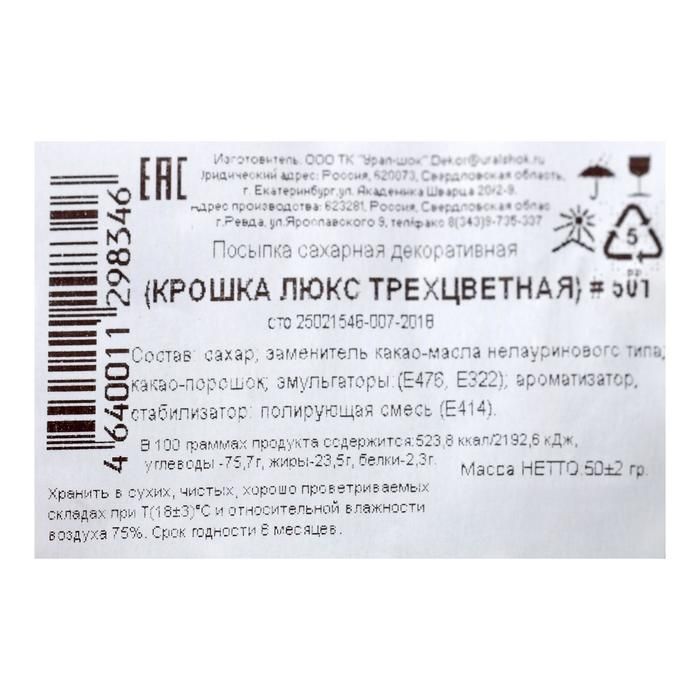 EAC
Изготовитель: ООО ТК "Урал-шок".Dekor@uralshok.ru
Юридический адрес: Россия, 620073, Свердловская область,
г. Екатеринбург,ул. Академика Шварца 20/2-9.
Адрес производства: 623281, Россия, Свердловская область
г.Ревда, ул.Ярославского 9, тел/факс 8(343)9-735-337
5
PP
Посыпка сахарная декоративная
(КРОШКА ЛЮКС ТРЕХЦВЕТНАЯ) # 501
сто 25021546-007-2018
Состав: сахар; заменитель какао-масла нелауринового типа;
какао-порошок; эмульгаторы:(Е476, Е322); ароматизатор,
стабилизатор: полирующая смесь (Е414).
В 100 граммах продукта содержится:523,8 ккал/2192,6 кДж,
углеводы -75,7г, жиры-23,5г, белки-2,3г.
Масса НЕТТО:50±2 гр.
Хранить в сухих, чистых, хорошо проветриваемых
складах при Т(18±3)°С и относительной влажности
воздуха 75%. Срок годности 6 месяцев.
4 640011 298346